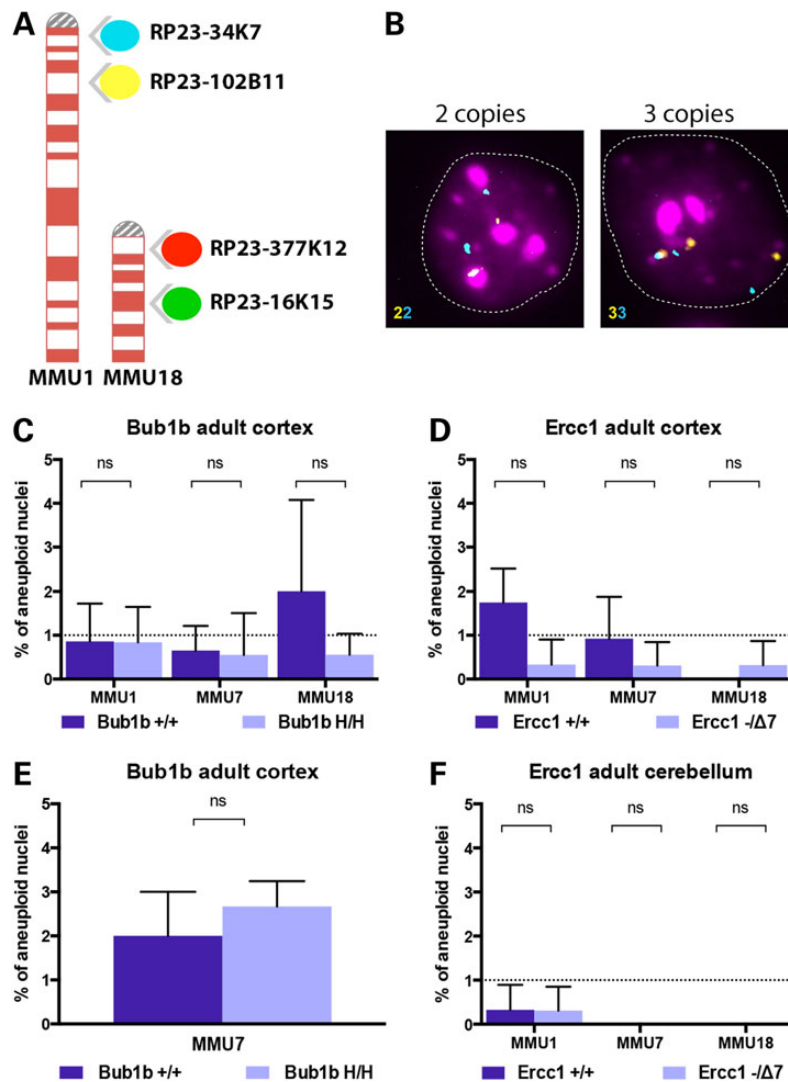 A
RP23-34K7
RP23-102B11
RP23-377K12
RP23-16K15
MMU1 MMU18
B
2 copies 3 copies
22 33
C
Bub1b adult cortex
% of aneuploid nuclei
5
4
3
2
1
0
ns ns ns
MMU1 MMU7 MMU18
Bub1b +/+ Bub1b H/H
D
Ercc1 adult cortex
% of aneuploid nuclei
5
4
3
2
1
0
ns ns ns
MMU1 MMU7 MMU18
Ercc1 +/+ Ercc1 -/Δ7
E
Bub1b adult cortex
% of aneuploid nuclei
5
4
3
2
1
0
ns
MMU7
Bub1b +/+ Bub1b H/H
F
Ercc1 adult cerebellum
% of aneuploid nuclei
5
4
3
2
1
0
ns ns ns
MMU1 MMU7 MMU18
Ercc1 +/+ Ercc1 -/Δ7